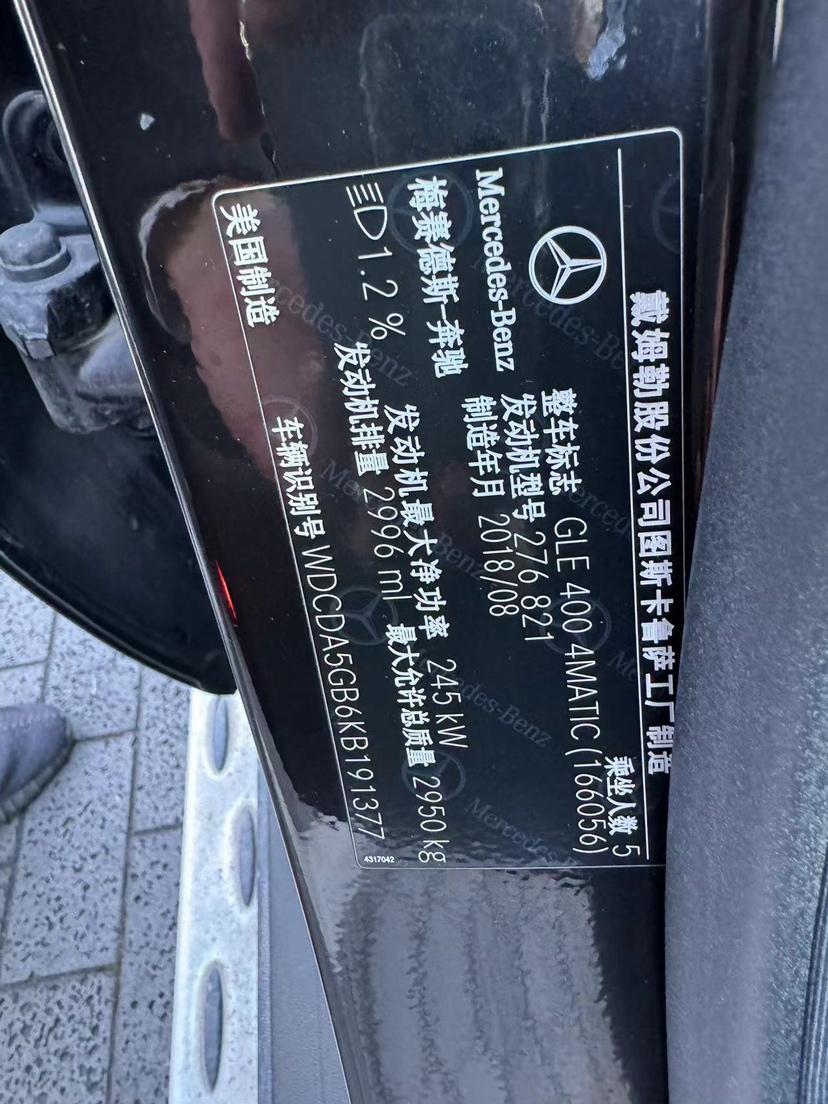 戴姆勒股份公司图斯卡鲁萨工厂制造
乘坐人数 5
整车标志 GLE 400 4MATIC (166056)
发动机型号 276 821
制造年月 2018/08
Mercedes-Benz
梅赛德斯-奔驰
发动机最大净功率 245 kW
1.2 %
发动机排量 2996 ml
最大允许总质量 2950 kg
美国制造
车辆识别号 WDCDA5GB6KB191377
4317042